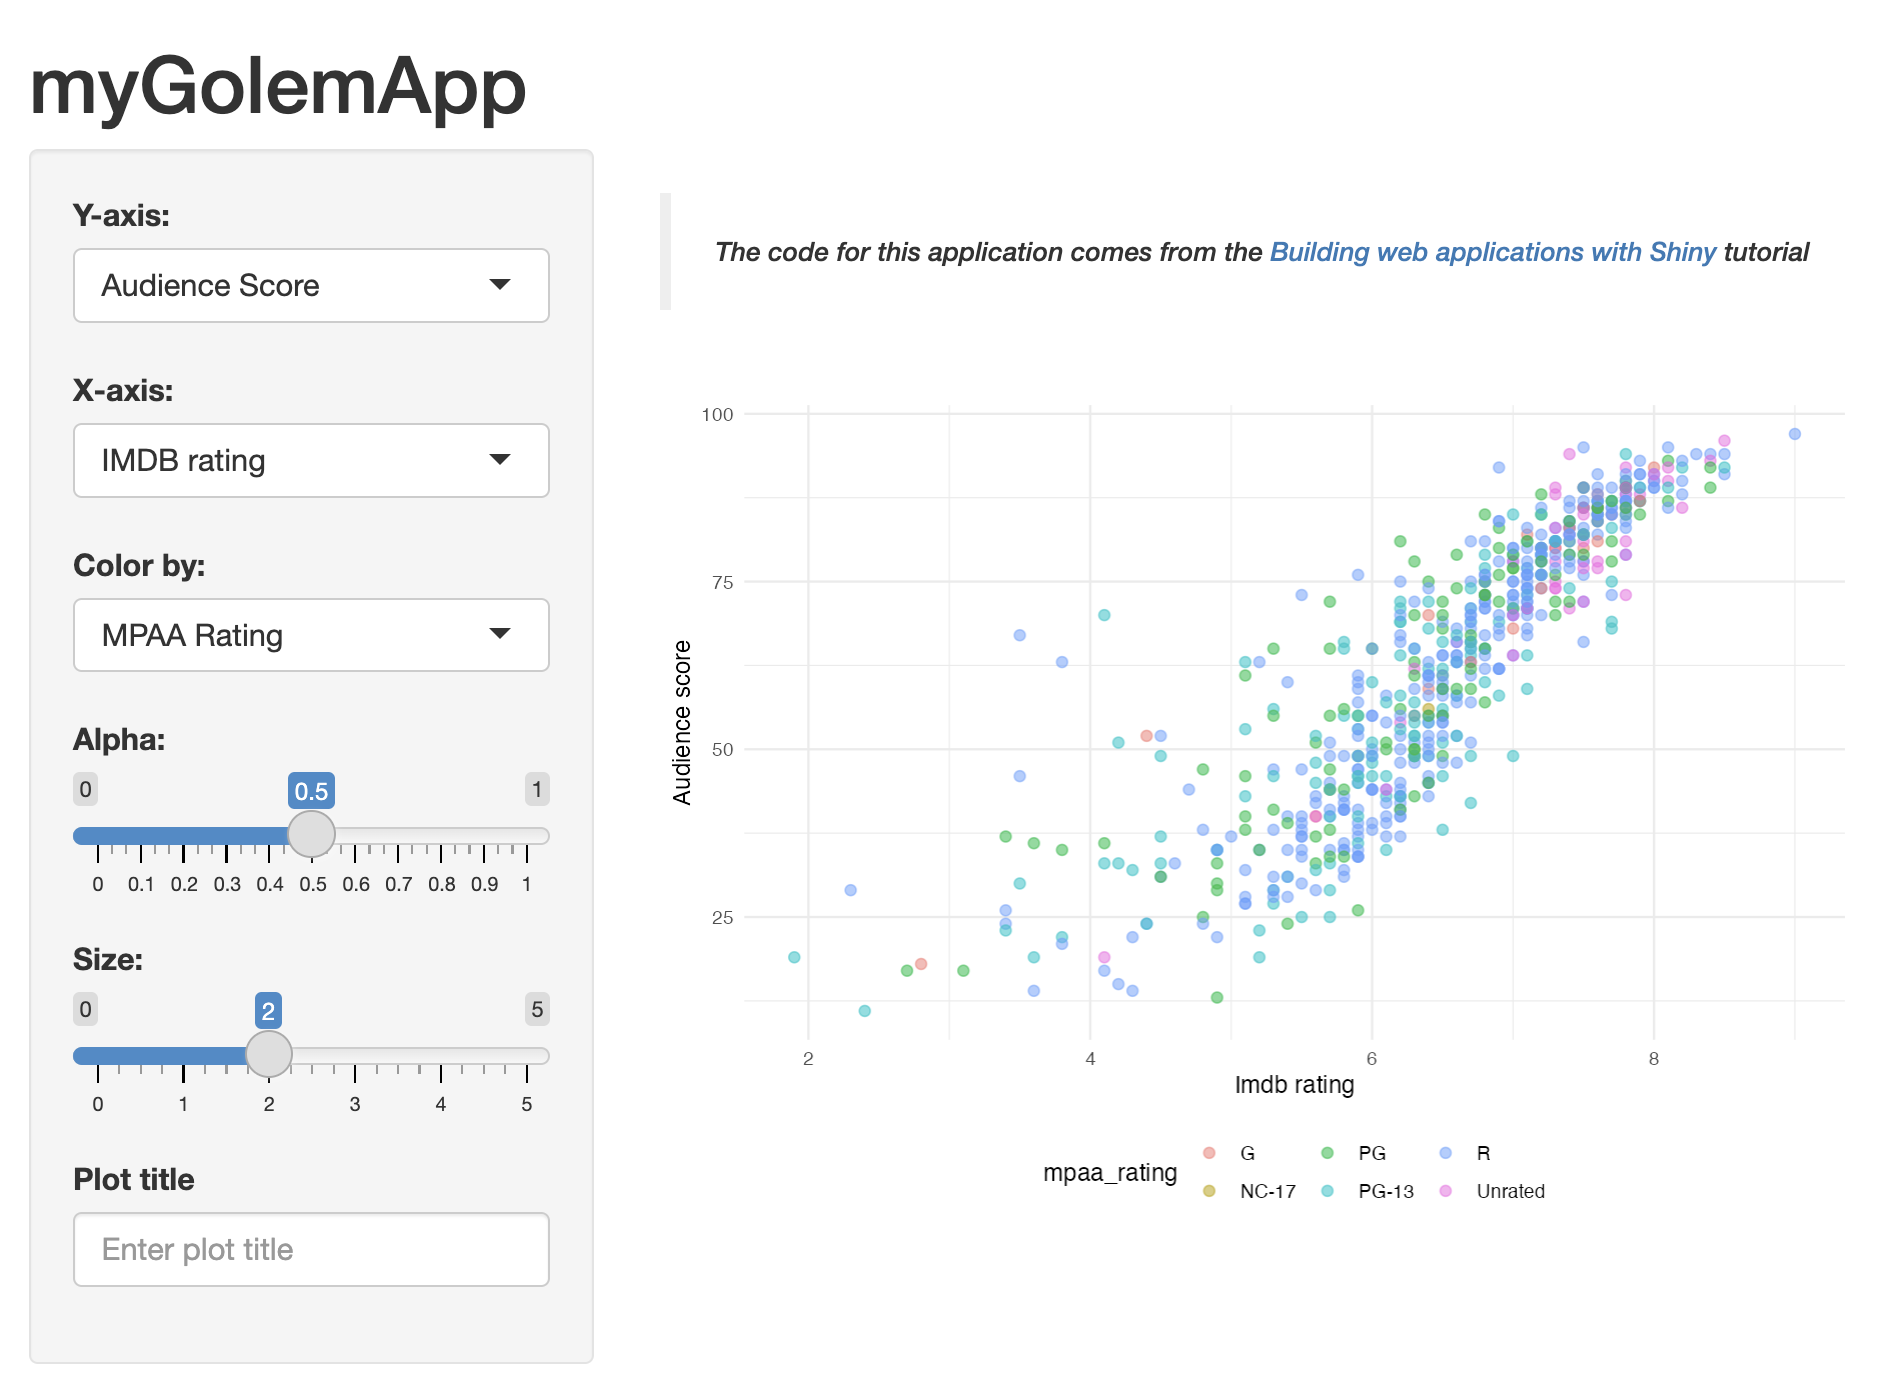 myGolemApp
Y-axis:
Audience Score
X-axis:
IMDB rating
Color by:
MPAA Rating
Alpha:
0 0.5 1
0 0.1 0.2 0.3 0.4 0.5 0.6 0.7 0.8 0.9 1
Size:
0 2 5
0 1 2 3 4 5
Plot title
Enter plot title
The code for this application comes from the Building web applications with Shiny tutorial
Audience score
100
75
50
25
2 4 6 8
Imdb rating
mpaa_rating
G PG R
NC-17 PG-13 Unrated